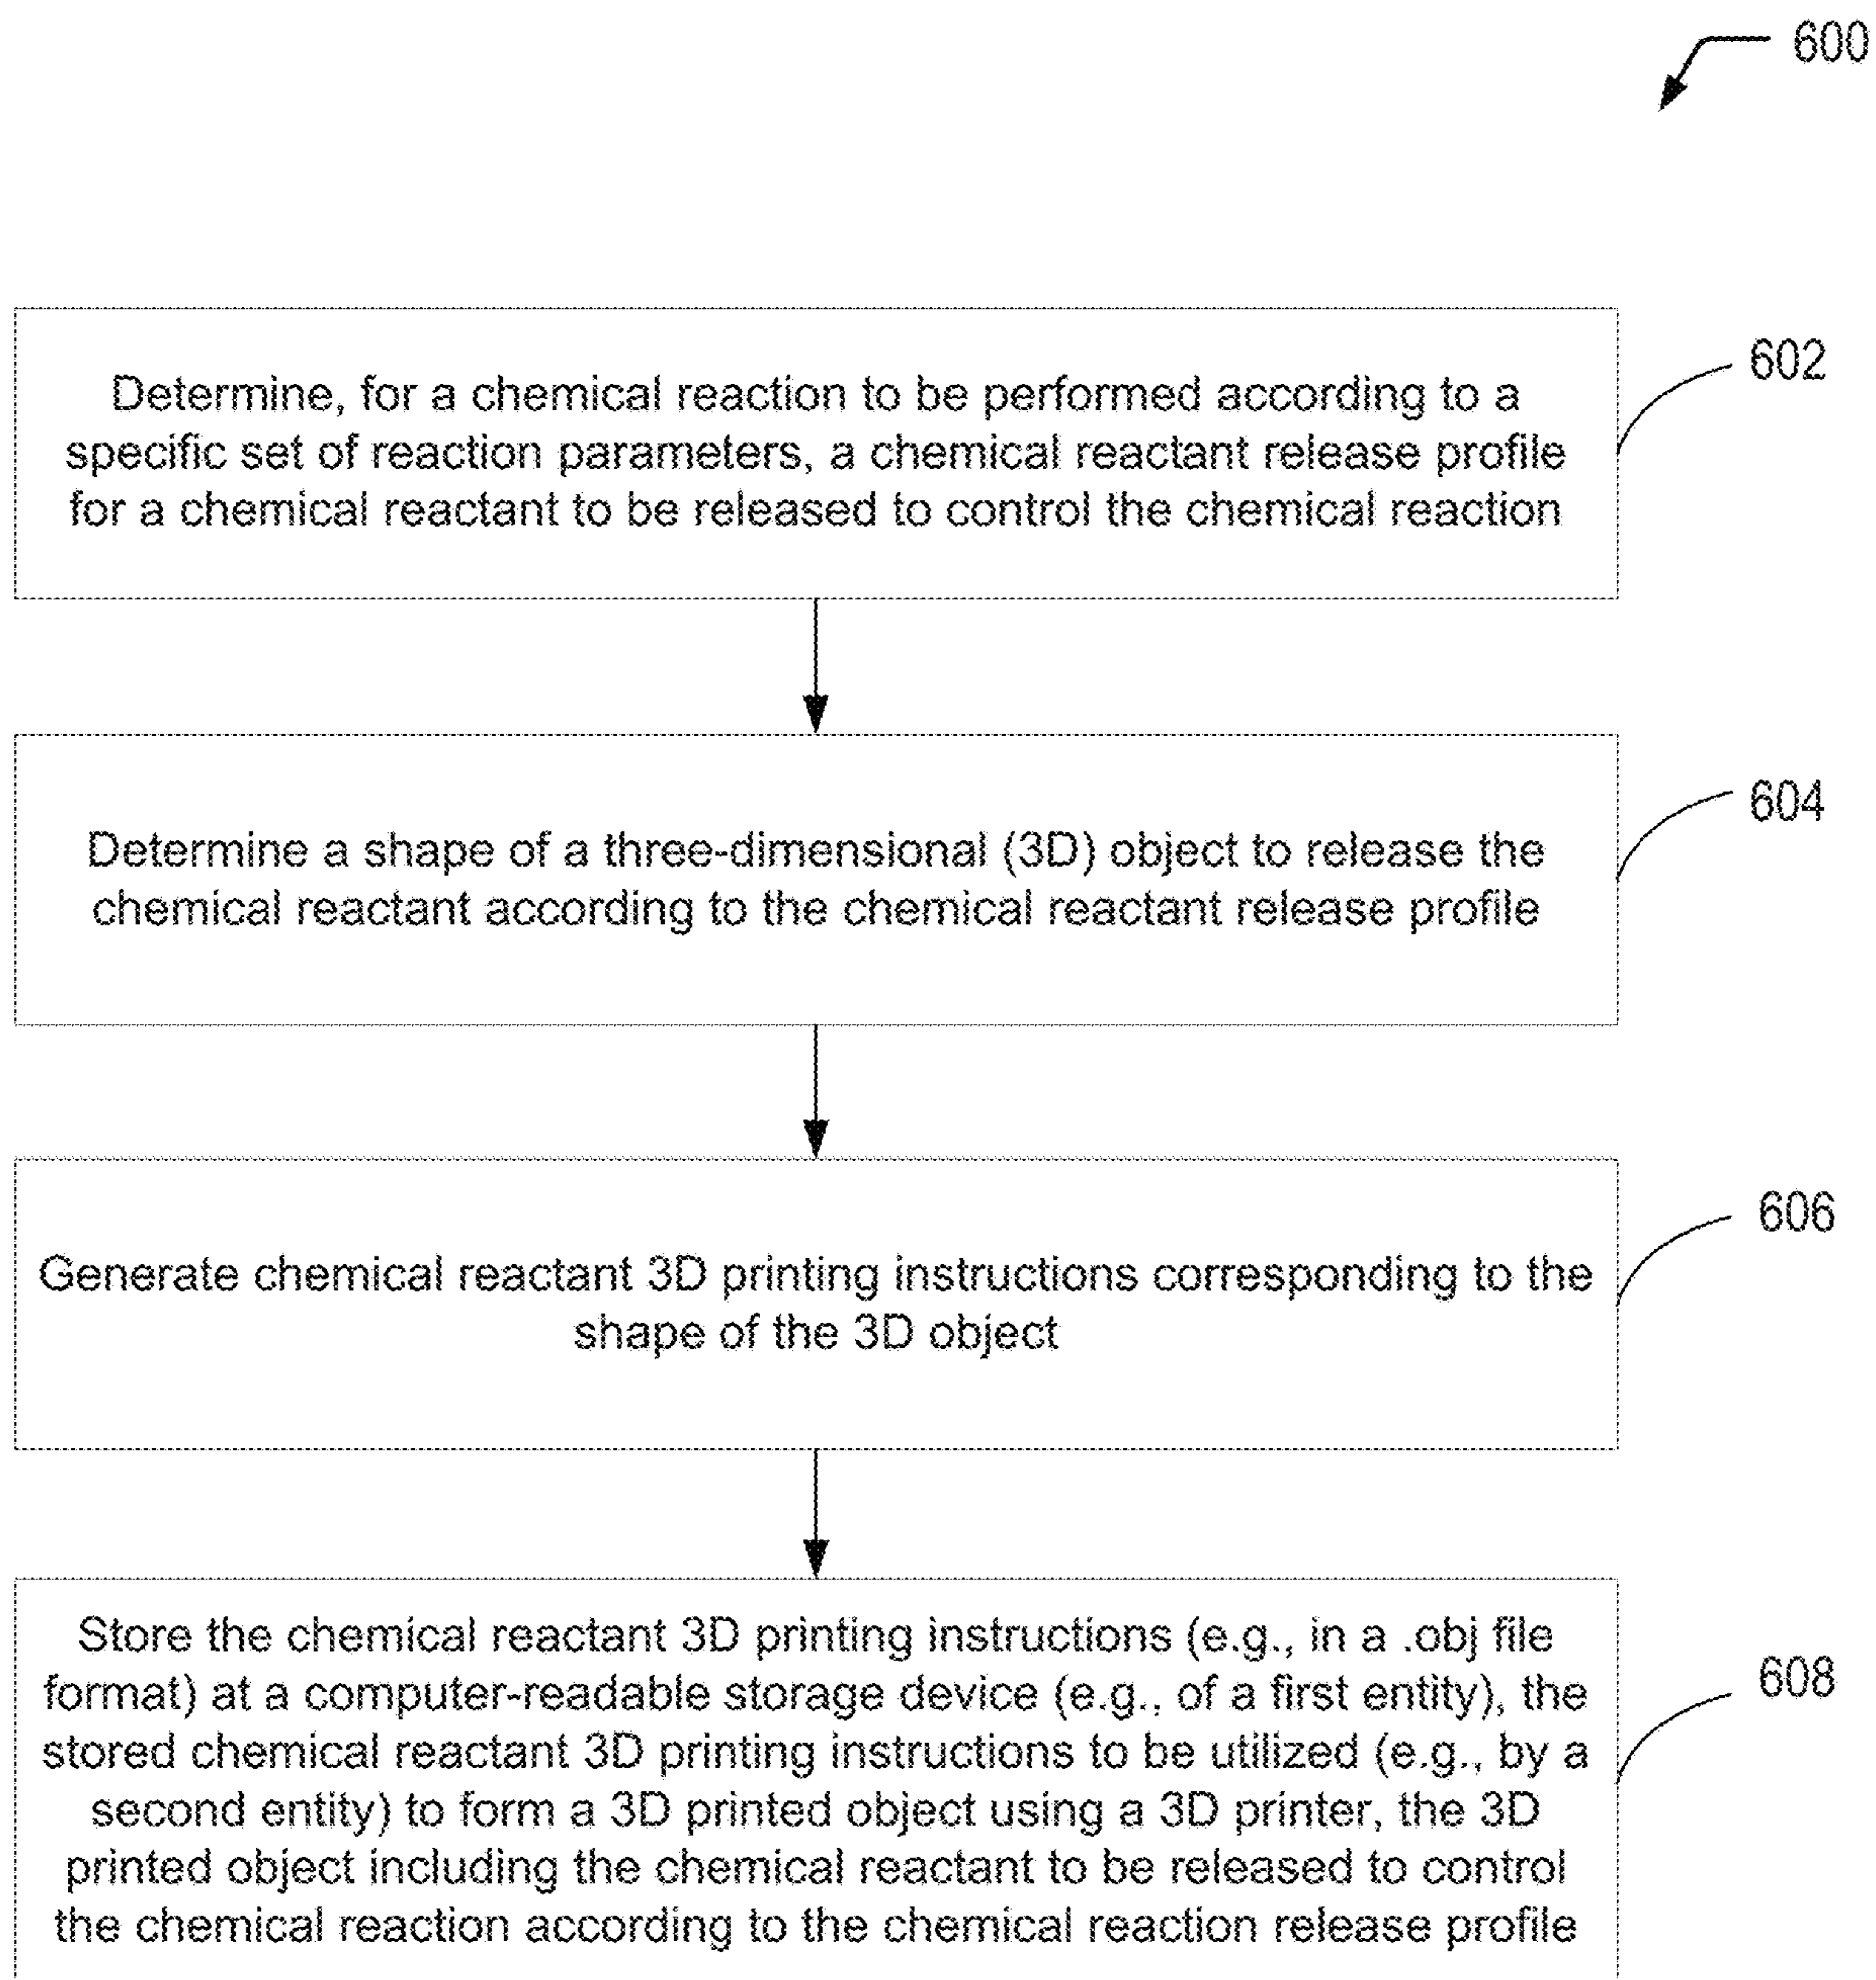 600
Determine, for a chemical reaction to be performed according to a
specific set of reaction parameters, a chemical reactant release profile
for a chemical reactant to be released to control the chemical reaction
602
Determine a shape of a three-dimensional (3D) object to release the
chemical reactant according to the chemical reactant release profile
604
Generate chemical reactant 3D printing instructions corresponding to the
shape of the 3D object
606
Store the chemical reactant 3D printing instructions (e.g., in a .obj file
format) at a computer-readable storage device (e.g., of a first entity), the
stored chemical reactant 3D printing instructions to be utilized (e.g., by a
second entity) to form a 3D printed object using a 3D printer, the 3D
printed object including the chemical reactant to be released to control
the chemical reaction according to the chemical reaction release profile
608